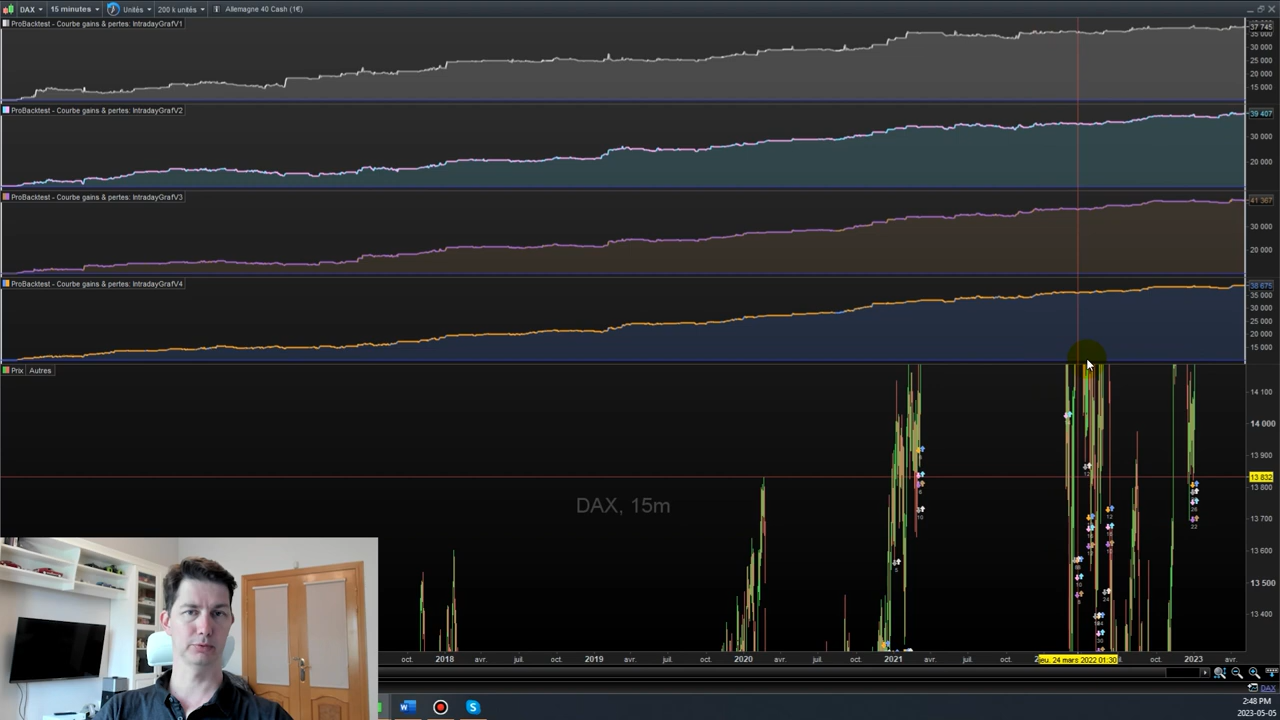 DAX 15 minutes Unités 200 k unités i Allemagne 40 Cash (1€)
ProBacktest - Courbe gains & pertes: IntradayGrafV1
37 745
35 000
30 000
25 000
20 000
15 000
ProBacktest - Courbe gains & pertes: IntradayGrafV2
39 407
30 000
20 000
ProBacktest - Courbe gains & pertes: IntradayGrafV3
41 367
30 000
20 000
ProBacktest - Courbe gains & pertes: IntradayGrafV4
38 675
35 000
30 000
25 000
20 000
15 000
Prix Autres
14 100
14 000
13 900
13 832
13 800
13 700
13 600
13 500
13 400
DAX, 15m
oct. 2018 avr. juil. oct. 2019 avr. juil. oct. 2020 avr. juil. oct. 2021 avr. juil. oct. jeu. 24 mars 2022 01:30 oct. 2023 avr.
DAX
2:48 PM
2023-05-05